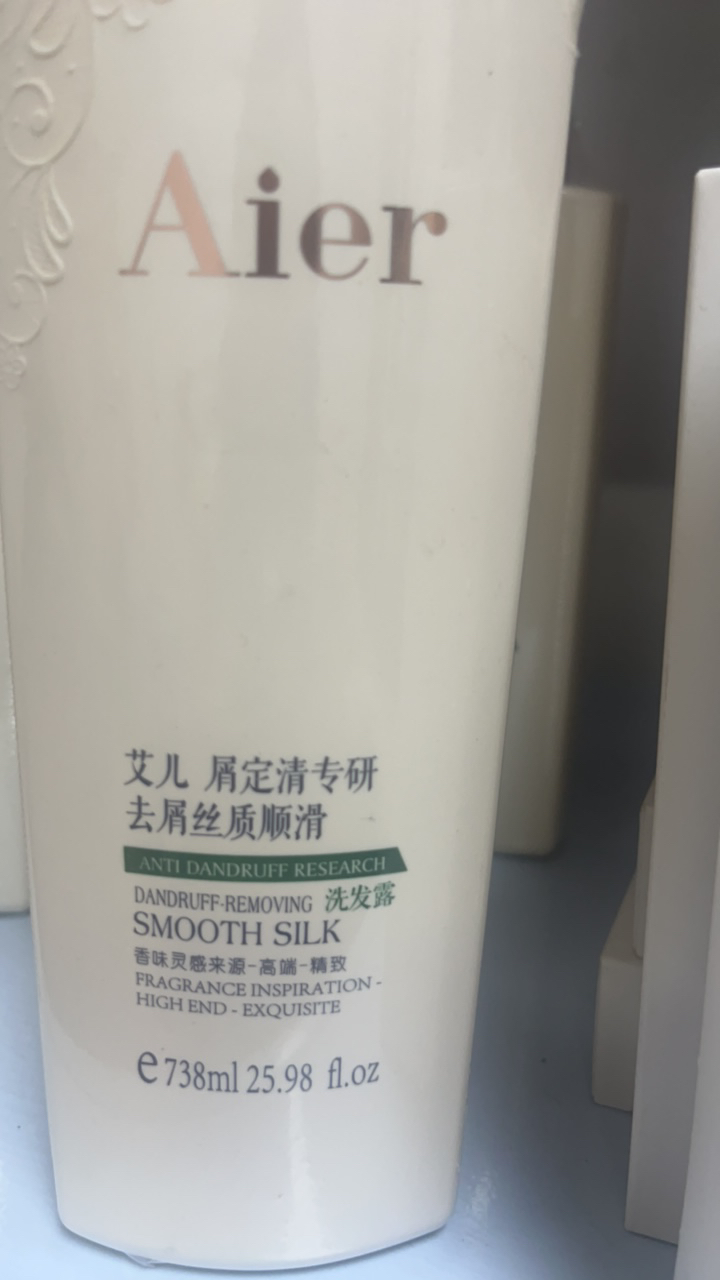 Aier
艾儿 屑定清专研
去屑丝质顺滑
ANTI DANDRUFF RESEARCH
DANDRUFF-REMOVING 洗发露
SMOOTH SILK
香味灵感来源-高端-精致
FRAGRANCE INSPIRATION -
HIGH END - EXQUISITE
e738ml 25.98 fl.oz